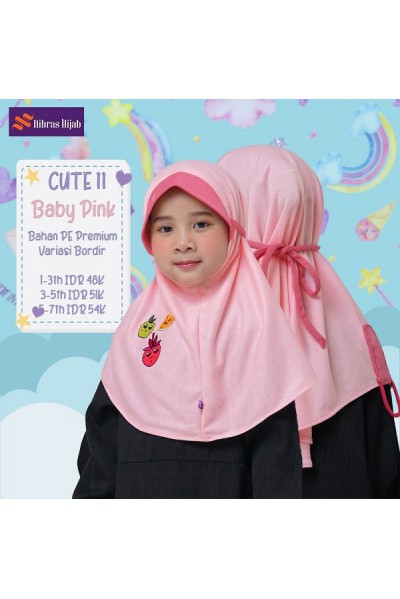 Nibras Hijab
CUTE 11
Baby Pink
Bahan PE Premium
Variasi Bordir
1-3th IDR 48K
3-5th IDR 51K
5-7th IDR 54K